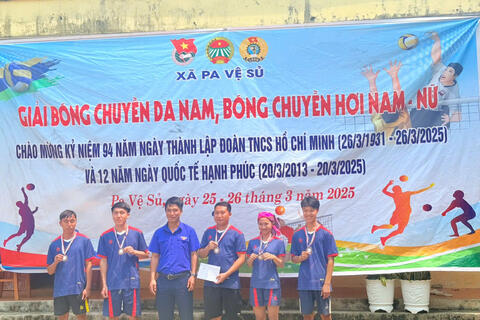 XÃ PA VỆ SỦ
GIẢI BÓNG CHUYỀN DA NAM, BÓNG CHUYỀN HƠI NAM - NỮ
CHÀO MỪNG KỶ NIỆM 94 NĂM NGÀY THÀNH LẬP ĐOÀN TNCS HỒ CHÍ MINH (26/3/1931 - 26/3/2025)
VÀ 12 NĂM NGÀY QUỐC TẾ HẠNH PHÚC (20/3/2013 - 20/3/2025)
Pa Vệ Sủ, ngày 25 - 26 tháng 3 năm 2025